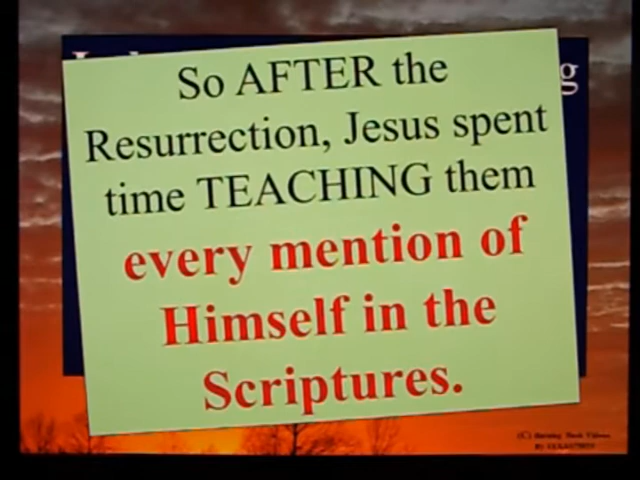 So AFTER the
Resurrection, Jesus spent
time TEACHING them
every mention of
Himself in the
Scriptures.